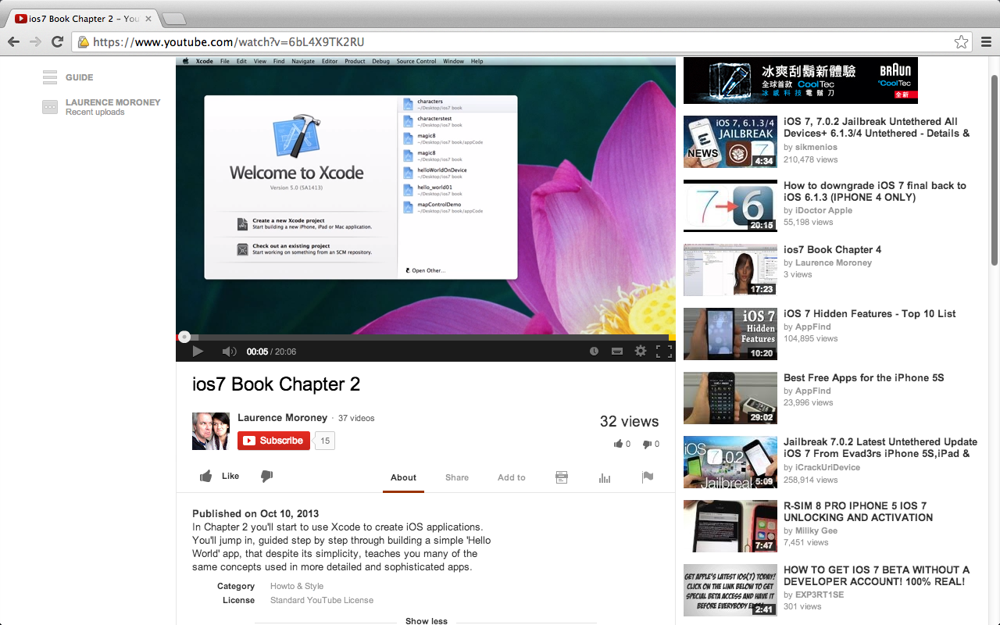 ios7 Book Chapter 2 - You
https://www.youtube.com/watch?v=6bL4X9TK2RU
GUIDE
LAURENCE MORONEY
Recent uploads
Xcode File Edit View Find Navigate Editor Product Debug Source Control Window Help
Welcome to Xcode
Version 5.0 (5A1413)
Create a new Xcode project
Start building a new iPhone, iPad or Mac application.
Check out an existing project
Start working on something from an SCM repository.
characters
~/Desktop/ios7 book
characterstest
~/Desktop/ios7 book
magic8
~/Desktop/ios7 book/appCode
magic8
~/Desktop/ios7 book
helloWorldOnDevice
~/Desktop/ios7 book
hello_world01
~/Desktop/ios7 book
mapControlDemo
~/Desktop/ios7 book/appCode
Open Other...
00:05 / 20:06
ios7 Book Chapter 2
Laurence Moroney · 37 videos
Subscribe 15
32 views
0 0
Like
About Share Add to
Published on Oct 10, 2013
In Chapter 2 you'll start to use Xcode to create iOS applications.
You'll jump in, guided step by step through building a simple 'Hello
World' app, that despite its simplicity, teaches you many of the
same concepts used in more detailed and sophisticated apps.
Category Howto & Style
License Standard YouTube License
Show less
冰爽刮鬍新體驗
全球首款 CoolTec
冰感科技電鬍刀
BRAUN
°CoolTec
全新
iOS 7, 6.1.3/4
JAILBREAK
NEWS
7
4:34
iOS 7, 7.0.2 Jailbreak Untethered All
Devices+ 6.1.3/4 Untethered - Details &
by sikmenios
210,478 views
7 6
20:15
How to downgrade iOS 7 final back to
iOS 6.1.3 (IPHONE 4 ONLY)
by iDoctor Apple
55,198 views
17:23
ios7 Book Chapter 4
by Laurence Moroney
3 views
iOS 7
Hidden
Features
10:20
iOS 7 Hidden Features - Top 10 List
by AppFind
104,895 views
29:02
Best Free Apps for the iPhone 5S
by AppFind
23,996 views
iOS
7.0.2
Jailbreak
5:09
Jailbreak 7.0.2 Latest Untethered Update
iOS 7 From Evad3rs iPhone 5S,iPad &
by iCrackUriDevice
258,914 views
7:47
R-SIM 8 PRO IPHONE 5 IOS 7
UNLOCKING AND ACTIVATION
by Miliky Gee
7,451 views
GET APPLE'S LATEST IOS(7) TODAY!
CLICK ON THE LINK BELOW TO GET
SPECIAL BETA ACCESS AND HAVE IT
BEFORE EVERYBODY
2:41
HOW TO GET IOS 7 BETA WITHOUT A
DEVELOPER ACCOUNT! 100% REAL!
by EXP3RT1SE
301 views